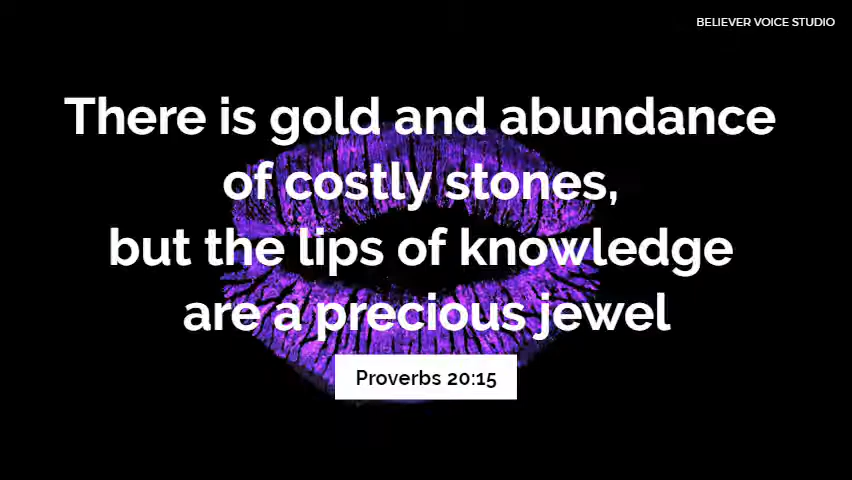 BELIEVER VOICE STUDIO
There is gold and abundance
of costly stones,
but the lips of knowledge
are a precious jewel
Proverbs 20:15